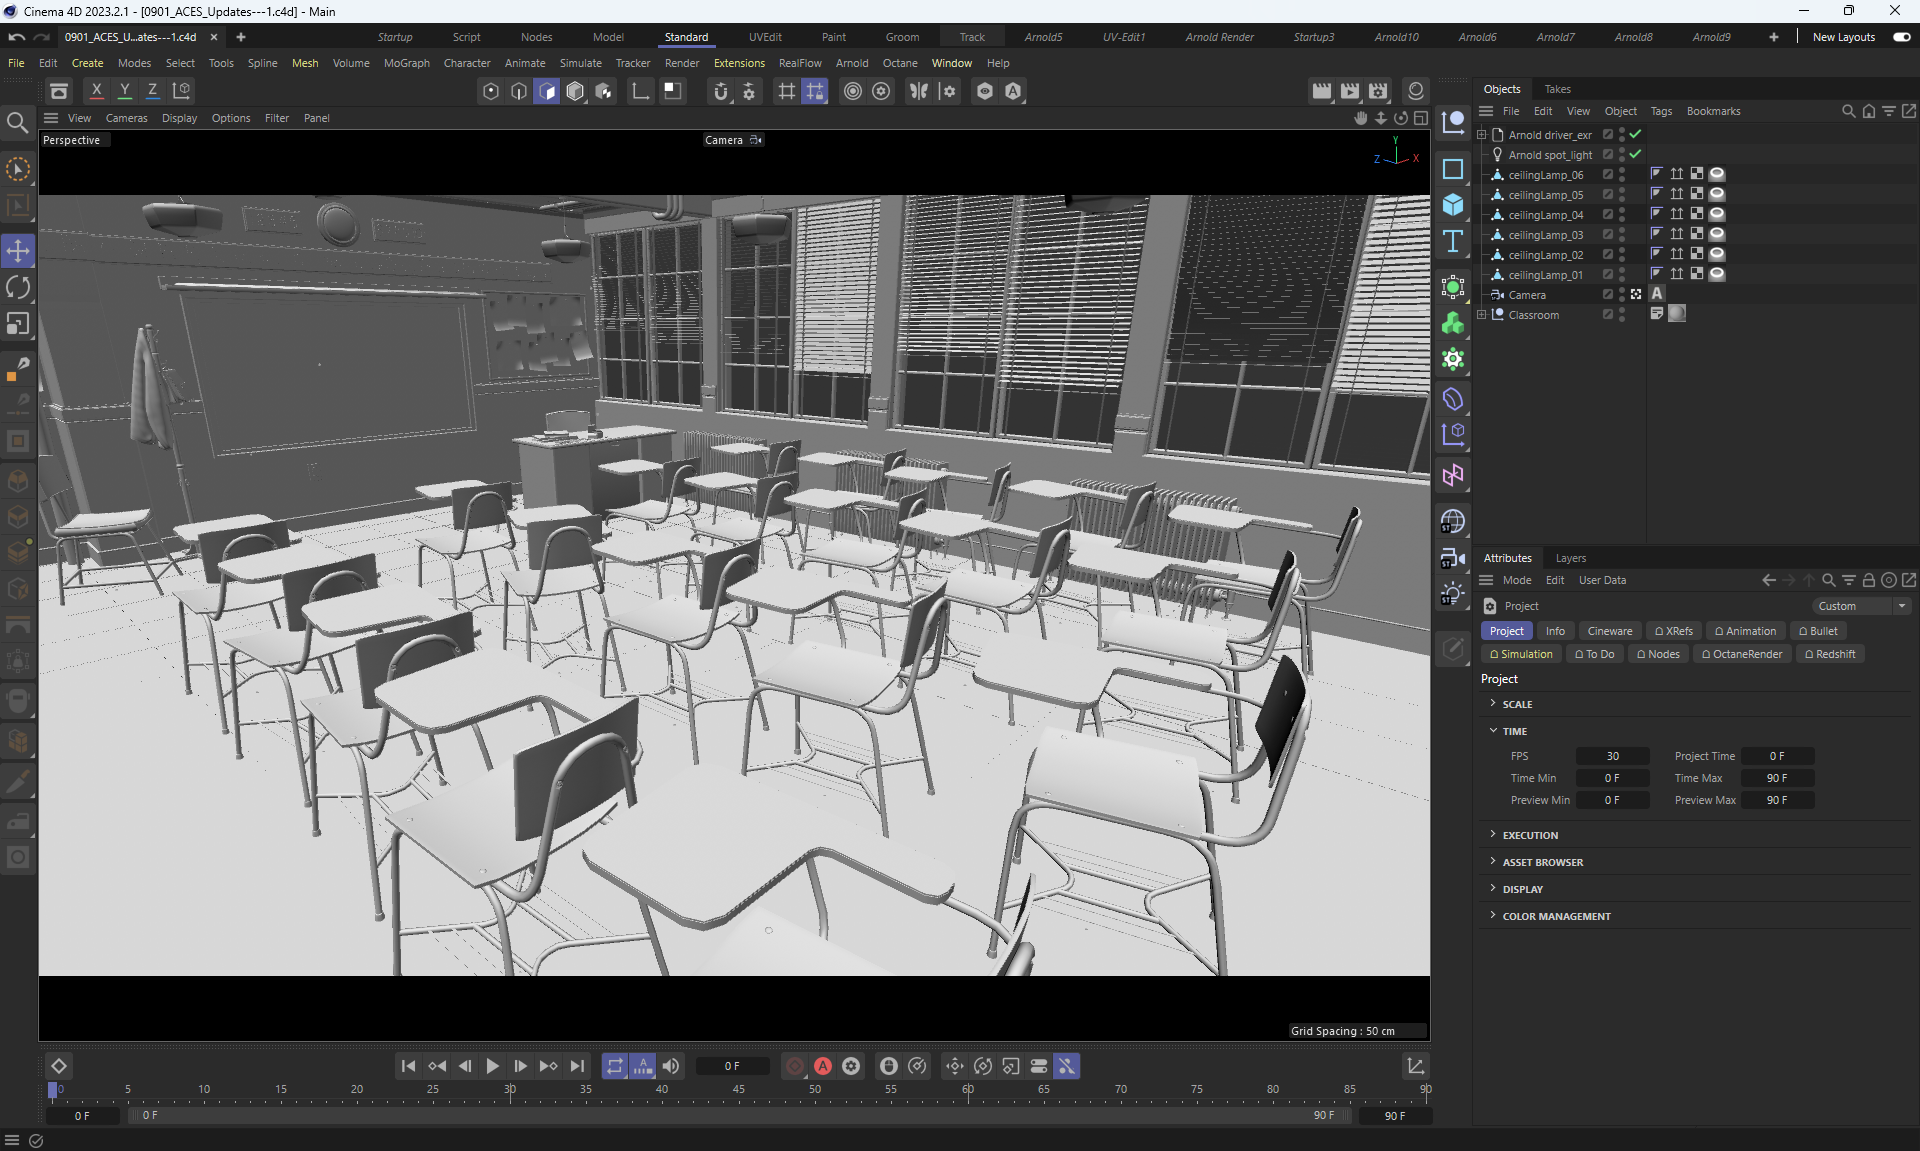 Cinema 4D 2023.2.1 - [0901_ACES_Updates---1.c4d] - Main
0901_ACES_U...ates---1.c4d
Startup Script Nodes Model Standard UVEdit Paint Groom Track Arnold5 UV-Edit1 Arnold Render Startup3 Arnold10 Arnold6 Arnold7 Arnold8 Arnold9 New Layouts
File Edit Create Modes Select Tools Spline Mesh Volume MoGraph Character Animate Simulate Tracker Render Extensions RealFlow Arnold Octane Window Help
X Y Z
Objects Takes
View Cameras Display Options Filter Panel
File Edit View Object Tags Bookmarks
Perspective
Camera
Y
Z X
Arnold driver_exr
Arnold spot_light
ceilingLamp_06
ceilingLamp_05
ceilingLamp_04
ceilingLamp_03
ceilingLamp_02
ceilingLamp_01
Camera
Classroom
Attributes Layers
Mode Edit User Data
Project
Custom
Project Info Cineware XRefs Animation Bullet
Simulation To Do Nodes OctaneRender Redshift
Project
SCALE
TIME
FPS 30 Project Time 0 F
Time Min 0 F Time Max 90 F
Preview Min 0 F Preview Max 90 F
EXECUTION
ASSET BROWSER
DISPLAY
COLOR MANAGEMENT
Grid Spacing : 50 cm
0 F
0 5 10 15 20 25 30 35 40 45 50 55 60 65 70 75 80 85 90
0 F 0 F 90 F 90 F